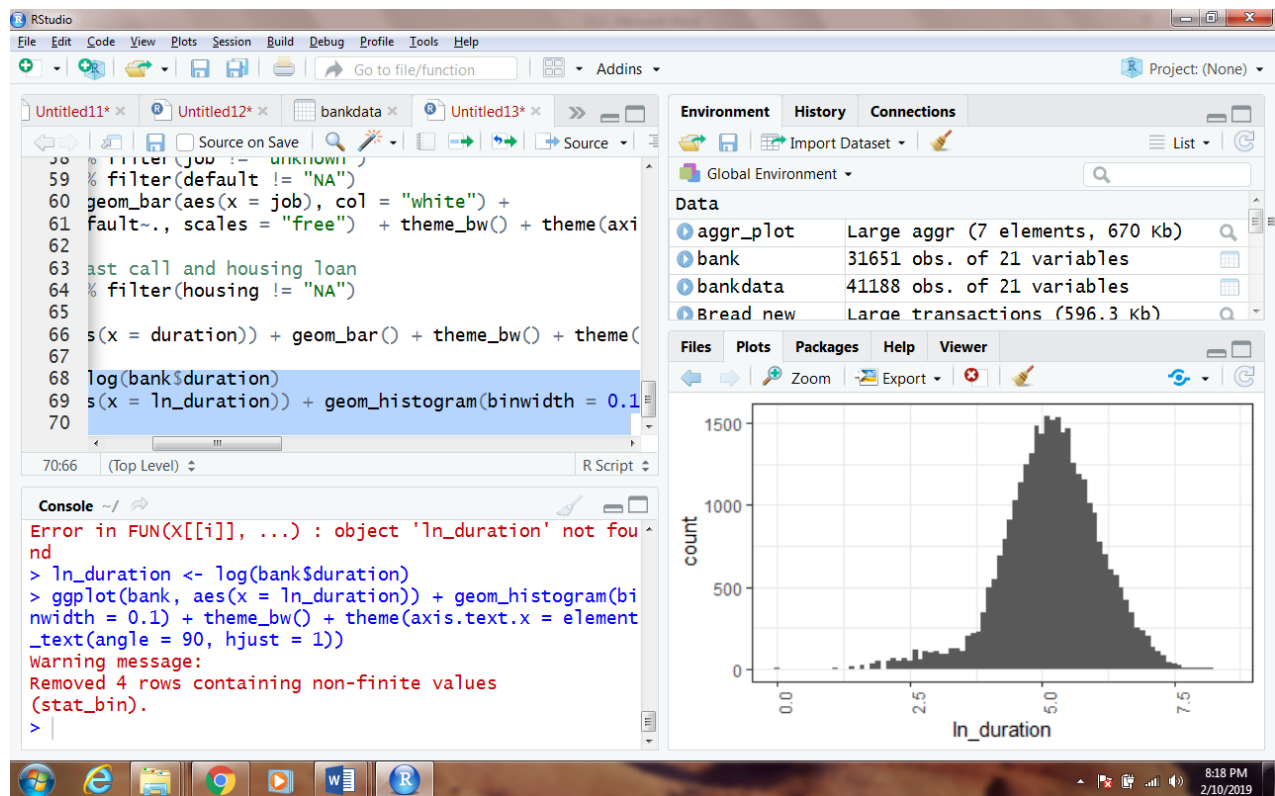 RStudio
File Edit Code View Plots Session Build Debug Profile Tools Help
Go to file/function Addins Project: (None)
Untitled11* Untitled12* bankdata Untitled13*
Source on Save Source
58 % filter(job != "unknown")
59 % filter(default != "NA")
60 geom_bar(aes(x = job), col = "white") +
61 fault~., scales = "free") + theme_bw() + theme(axi
62
63 ast call and housing loan
64 % filter(housing != "NA")
65
66 s(x = duration)) + geom_bar() + theme_bw() + theme(
67
68 log(bank$duration)
69 s(x = ln_duration)) + geom_histogram(binwidth = 0.1
70
70:66 (Top Level) R Script
Console ~/
Error in FUN(X[[i]], ...) : object 'ln_duration' not fou
nd
> ln_duration <- log(bank$duration)
> ggplot(bank, aes(x = ln_duration)) + geom_histogram(bi
nwidth = 0.1) + theme_bw() + theme(axis.text.x = element
_text(angle = 90, hjust = 1))
Warning message:
Removed 4 rows containing non-finite values
(stat_bin).
>
Environment History Connections
Import Dataset List
Global Environment
Data
aggr_plot Large aggr (7 elements, 670 Kb)
bank 31651 obs. of 21 variables
bankdata 41188 obs. of 21 variables
Bread new Large transactions (596.3 Kb)
Files Plots Packages Help Viewer
Zoom Export
1500
1000
500
0
count
0.0 2.5 5.0 7.5
ln_duration
8:18 PM
2/10/2019